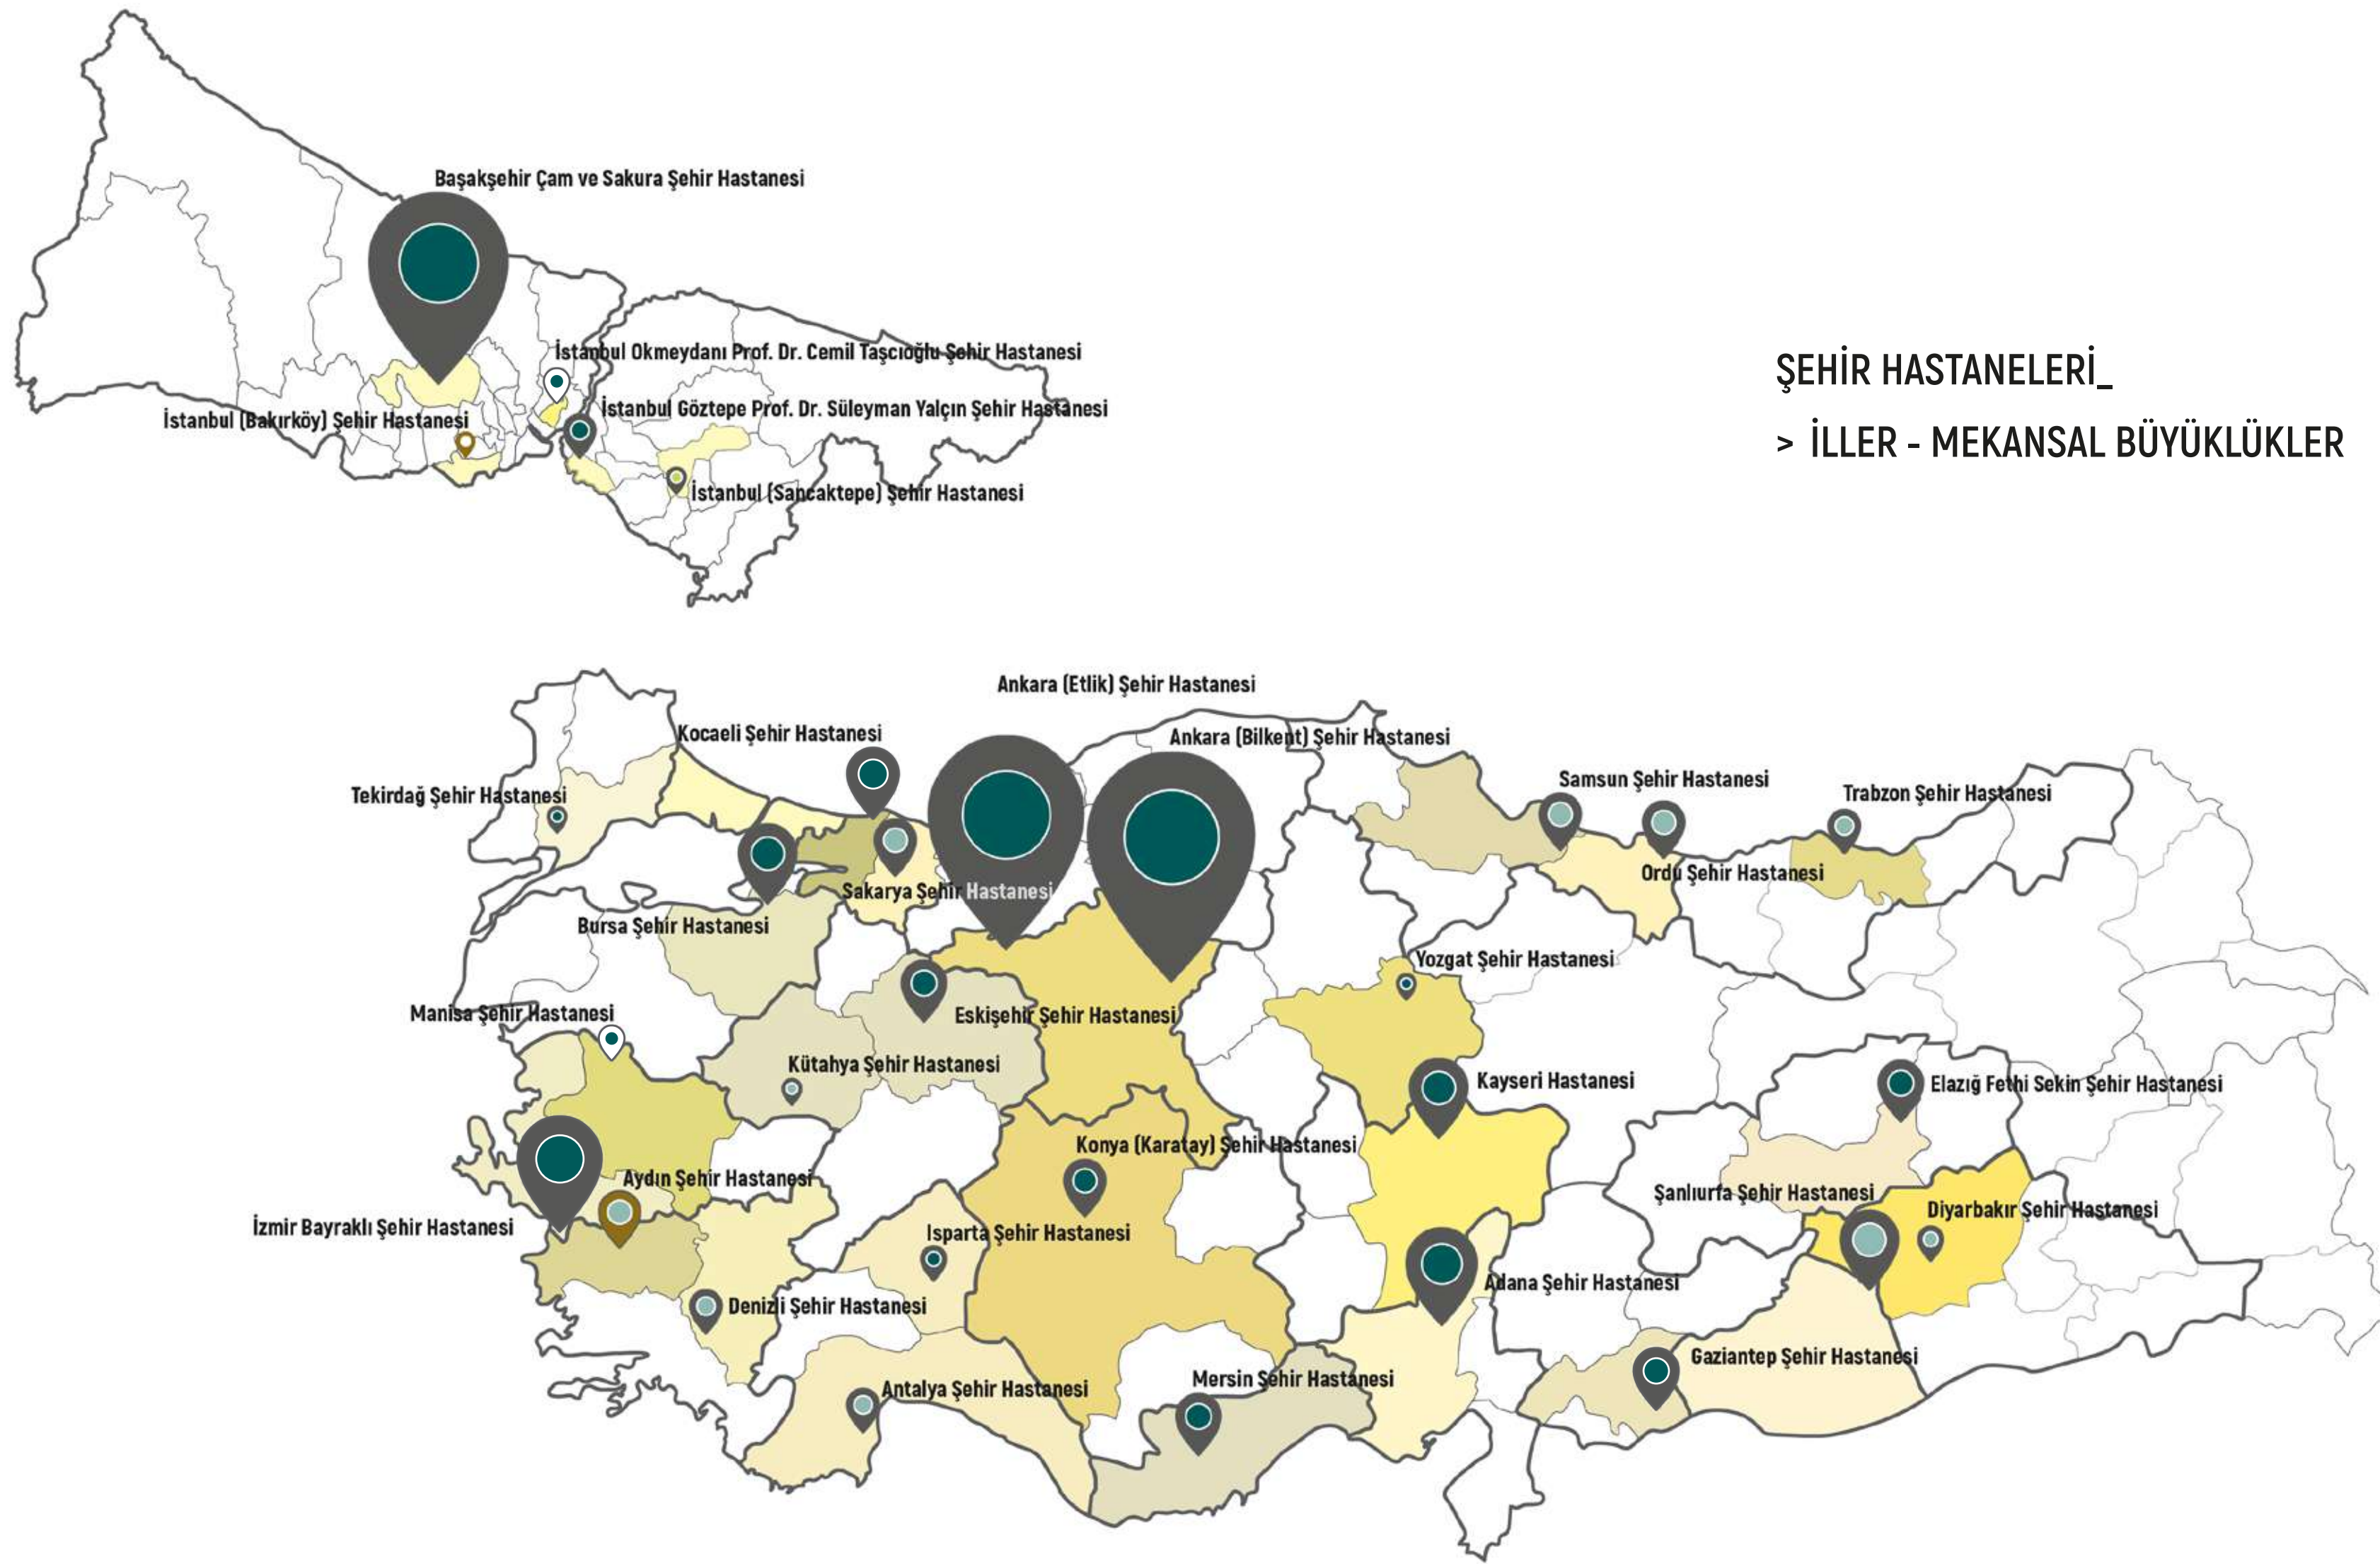 Başakşehir Çam ve Sakura Şehir Hastanesi
İstanbul Okmeydanı Prof. Dr. Cemil Taşcıoğlu Şehir Hastanesi
İstanbul Göztepe Prof. Dr. Süleyman Yalçın Şehir Hastanesi
İstanbul (Bakırköy) Şehir Hastanesi
İstanbul (Sancaktepe) Şehir Hastanesi
ŞEHİR HASTANELERİ_
> İLLER - MEKANSAL BÜYÜKLÜKLER
Ankara (Etlik) Şehir Hastanesi
Kocaeli Şehir Hastanesi
Ankara (Bilkent) Şehir Hastanesi
Tekirdağ Şehir Hastanesi
Samsun Şehir Hastanesi
Trabzon Şehir Hastanesi
Sakarya Şehir Hastanesi
Ordu Şehir Hastanesi
Bursa Şehir Hastanesi
Yozgat Şehir Hastanesi
Manisa Şehir Hastanesi
Eskişehir Şehir Hastanesi
Kütahya Şehir Hastanesi
Kayseri Hastanesi
Elazığ Fethi Sekin Şehir Hastanesi
Konya (Karatay) Şehir Hastanesi
Aydın Şehir Hastanesi
Şanlıurfa Şehir Hastanesi
Diyarbakır Şehir Hastanesi
İzmir Bayraklı Şehir Hastanesi
Isparta Şehir Hastanesi
Adana Şehir Hastanesi
Denizli Şehir Hastanesi
Gaziantep Şehir Hastanesi
Mersin Şehir Hastanesi
Antalya Şehir Hastanesi